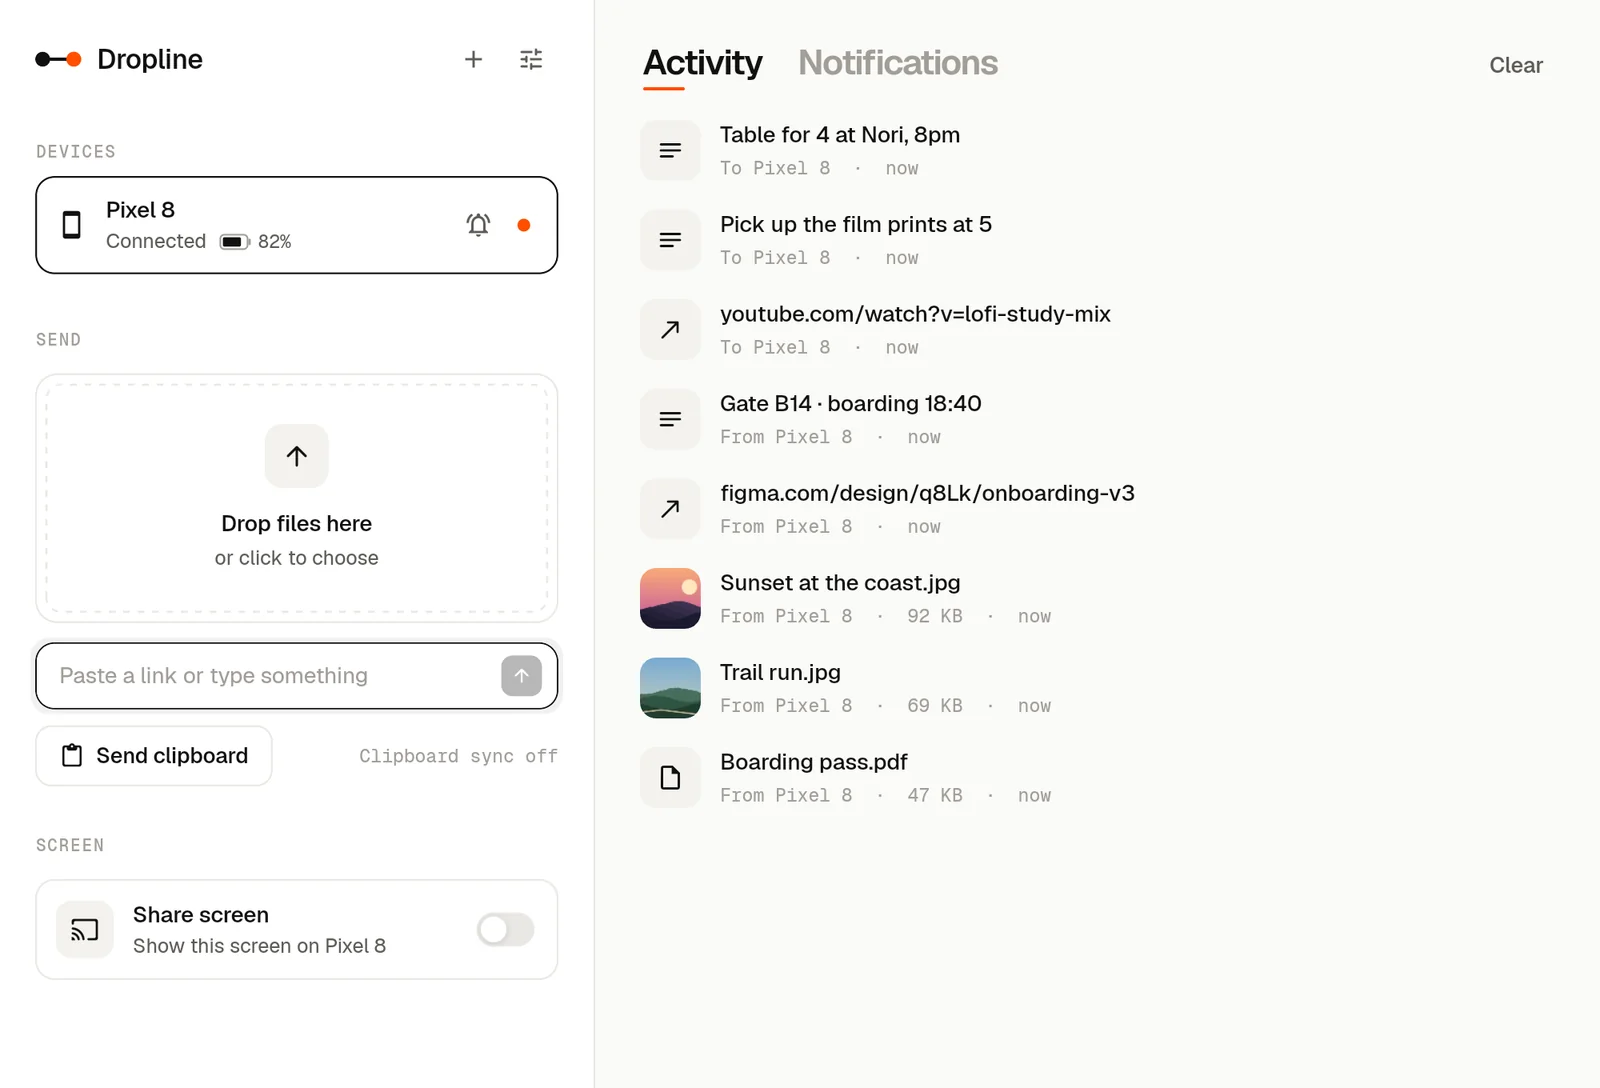 Dropline
DEVICES
Pixel 8
Connected 82%
SEND
Drop files here
or click to choose
Paste a link or type something
Send clipboard
Clipboard sync off
SCREEN
Share screen
Show this screen on Pixel 8
Activity Notifications
Clear
Table for 4 at Nori, 8pm
To Pixel 8 · now
Pick up the film prints at 5
To Pixel 8 · now
youtube.com/watch?v=lofi-study-mix
To Pixel 8 · now
Gate B14 · boarding 18:40
From Pixel 8 · now
figma.com/design/q8Lk/onboarding-v3
From Pixel 8 · now
Sunset at the coast.jpg
From Pixel 8 · 92 KB · now
Trail run.jpg
From Pixel 8 · 69 KB · now
Boarding pass.pdf
From Pixel 8 · 47 KB · now